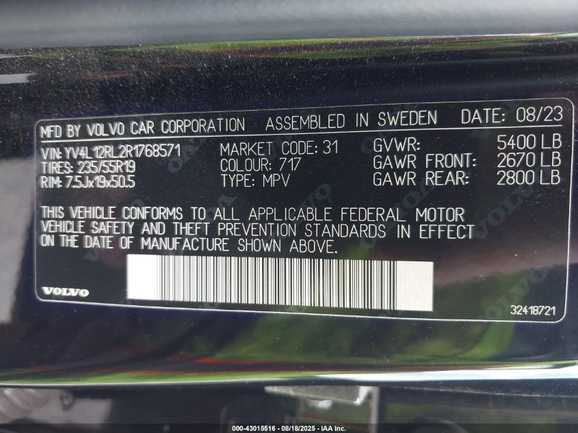 MFD BY VOLVO CAR CORPORATION ASSEMBLED IN SWEDEN DATE: 08/23
VIN: YV4L12RL2R1768571 MARKET CODE: 31 GVWR: 5400 LB
TIRES: 235/55R19 COLOUR: 717 GAWR FRONT: 2670 LB
RIM: 7.5Jx19x50.5 TYPE: MPV GAWR REAR: 2800 LB
THIS VEHICLE CONFORMS TO ALL APPLICABLE FEDERAL MOTOR
VEHICLE SAFETY AND THEFT PREVENTION STANDARDS IN EFFECT
ON THE DATE OF MANUFACTURE SHOWN ABOVE.
VOLVO
32418721
000-43015516 - 08/18/2025 - IAA Inc.